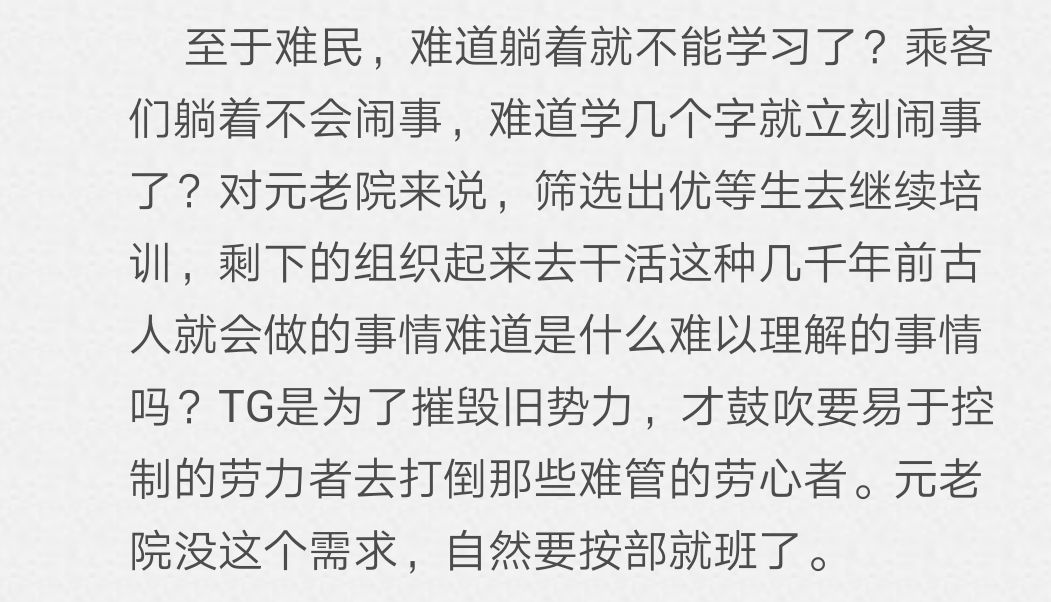 至于难民，难道躺着就不能学习了？乘客
们躺着不会闹事，难道学几个字就立刻闹事
了？对元老院来说，筛选出优等生去继续培
训，剩下的组织起来去干活这种几千年前古
人就会做的事情难道是什么难以理解的事情
吗？TG是为了摧毁旧势力，才鼓吹要易于控
制的劳力者去打倒那些难管的劳心者。元老
院没这个需求，自然要按部就班了。